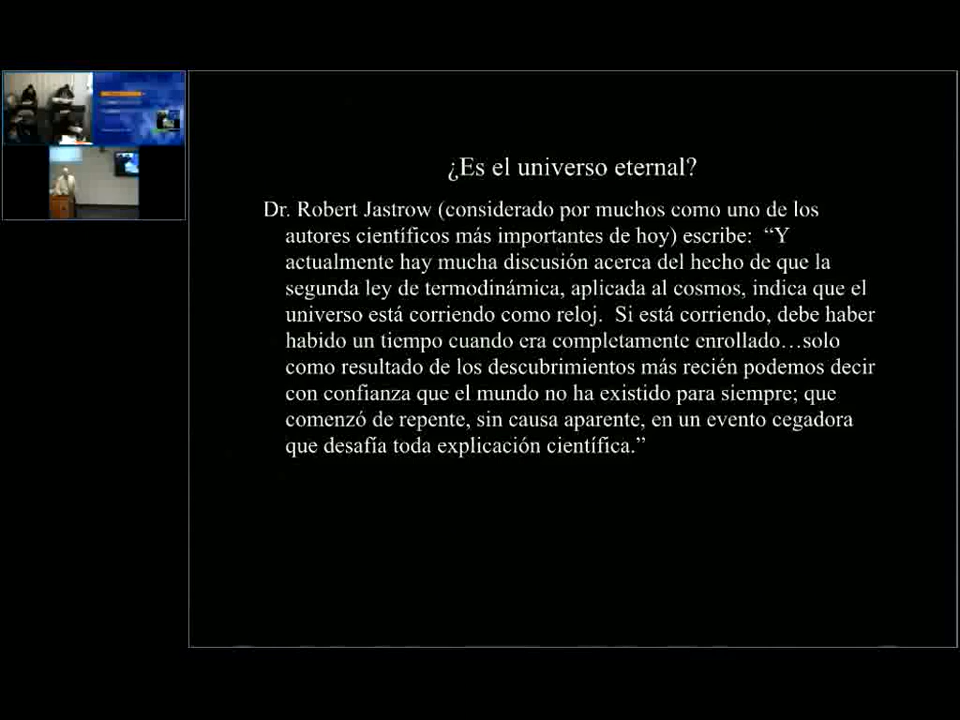 ¿Es el universo eternal?
Dr. Robert Jastrow (considerado por muchos como uno de los
autores científicos más importantes de hoy) escribe:  “Y
actualmente hay mucha discusión acerca del hecho de que la
segunda ley de termodinámica, aplicada al cosmos, indica que el
universo está corriendo como reloj.  Si está corriendo, debe haber
habido un tiempo cuando era completamente enrollado…solo
como resultado de los descubrimientos más recién podemos decir
con confianza que el mundo no ha existido para siempre; que
comenzó de repente, sin causa aparente, en un evento cegadora
que desafía toda explicación científica.”